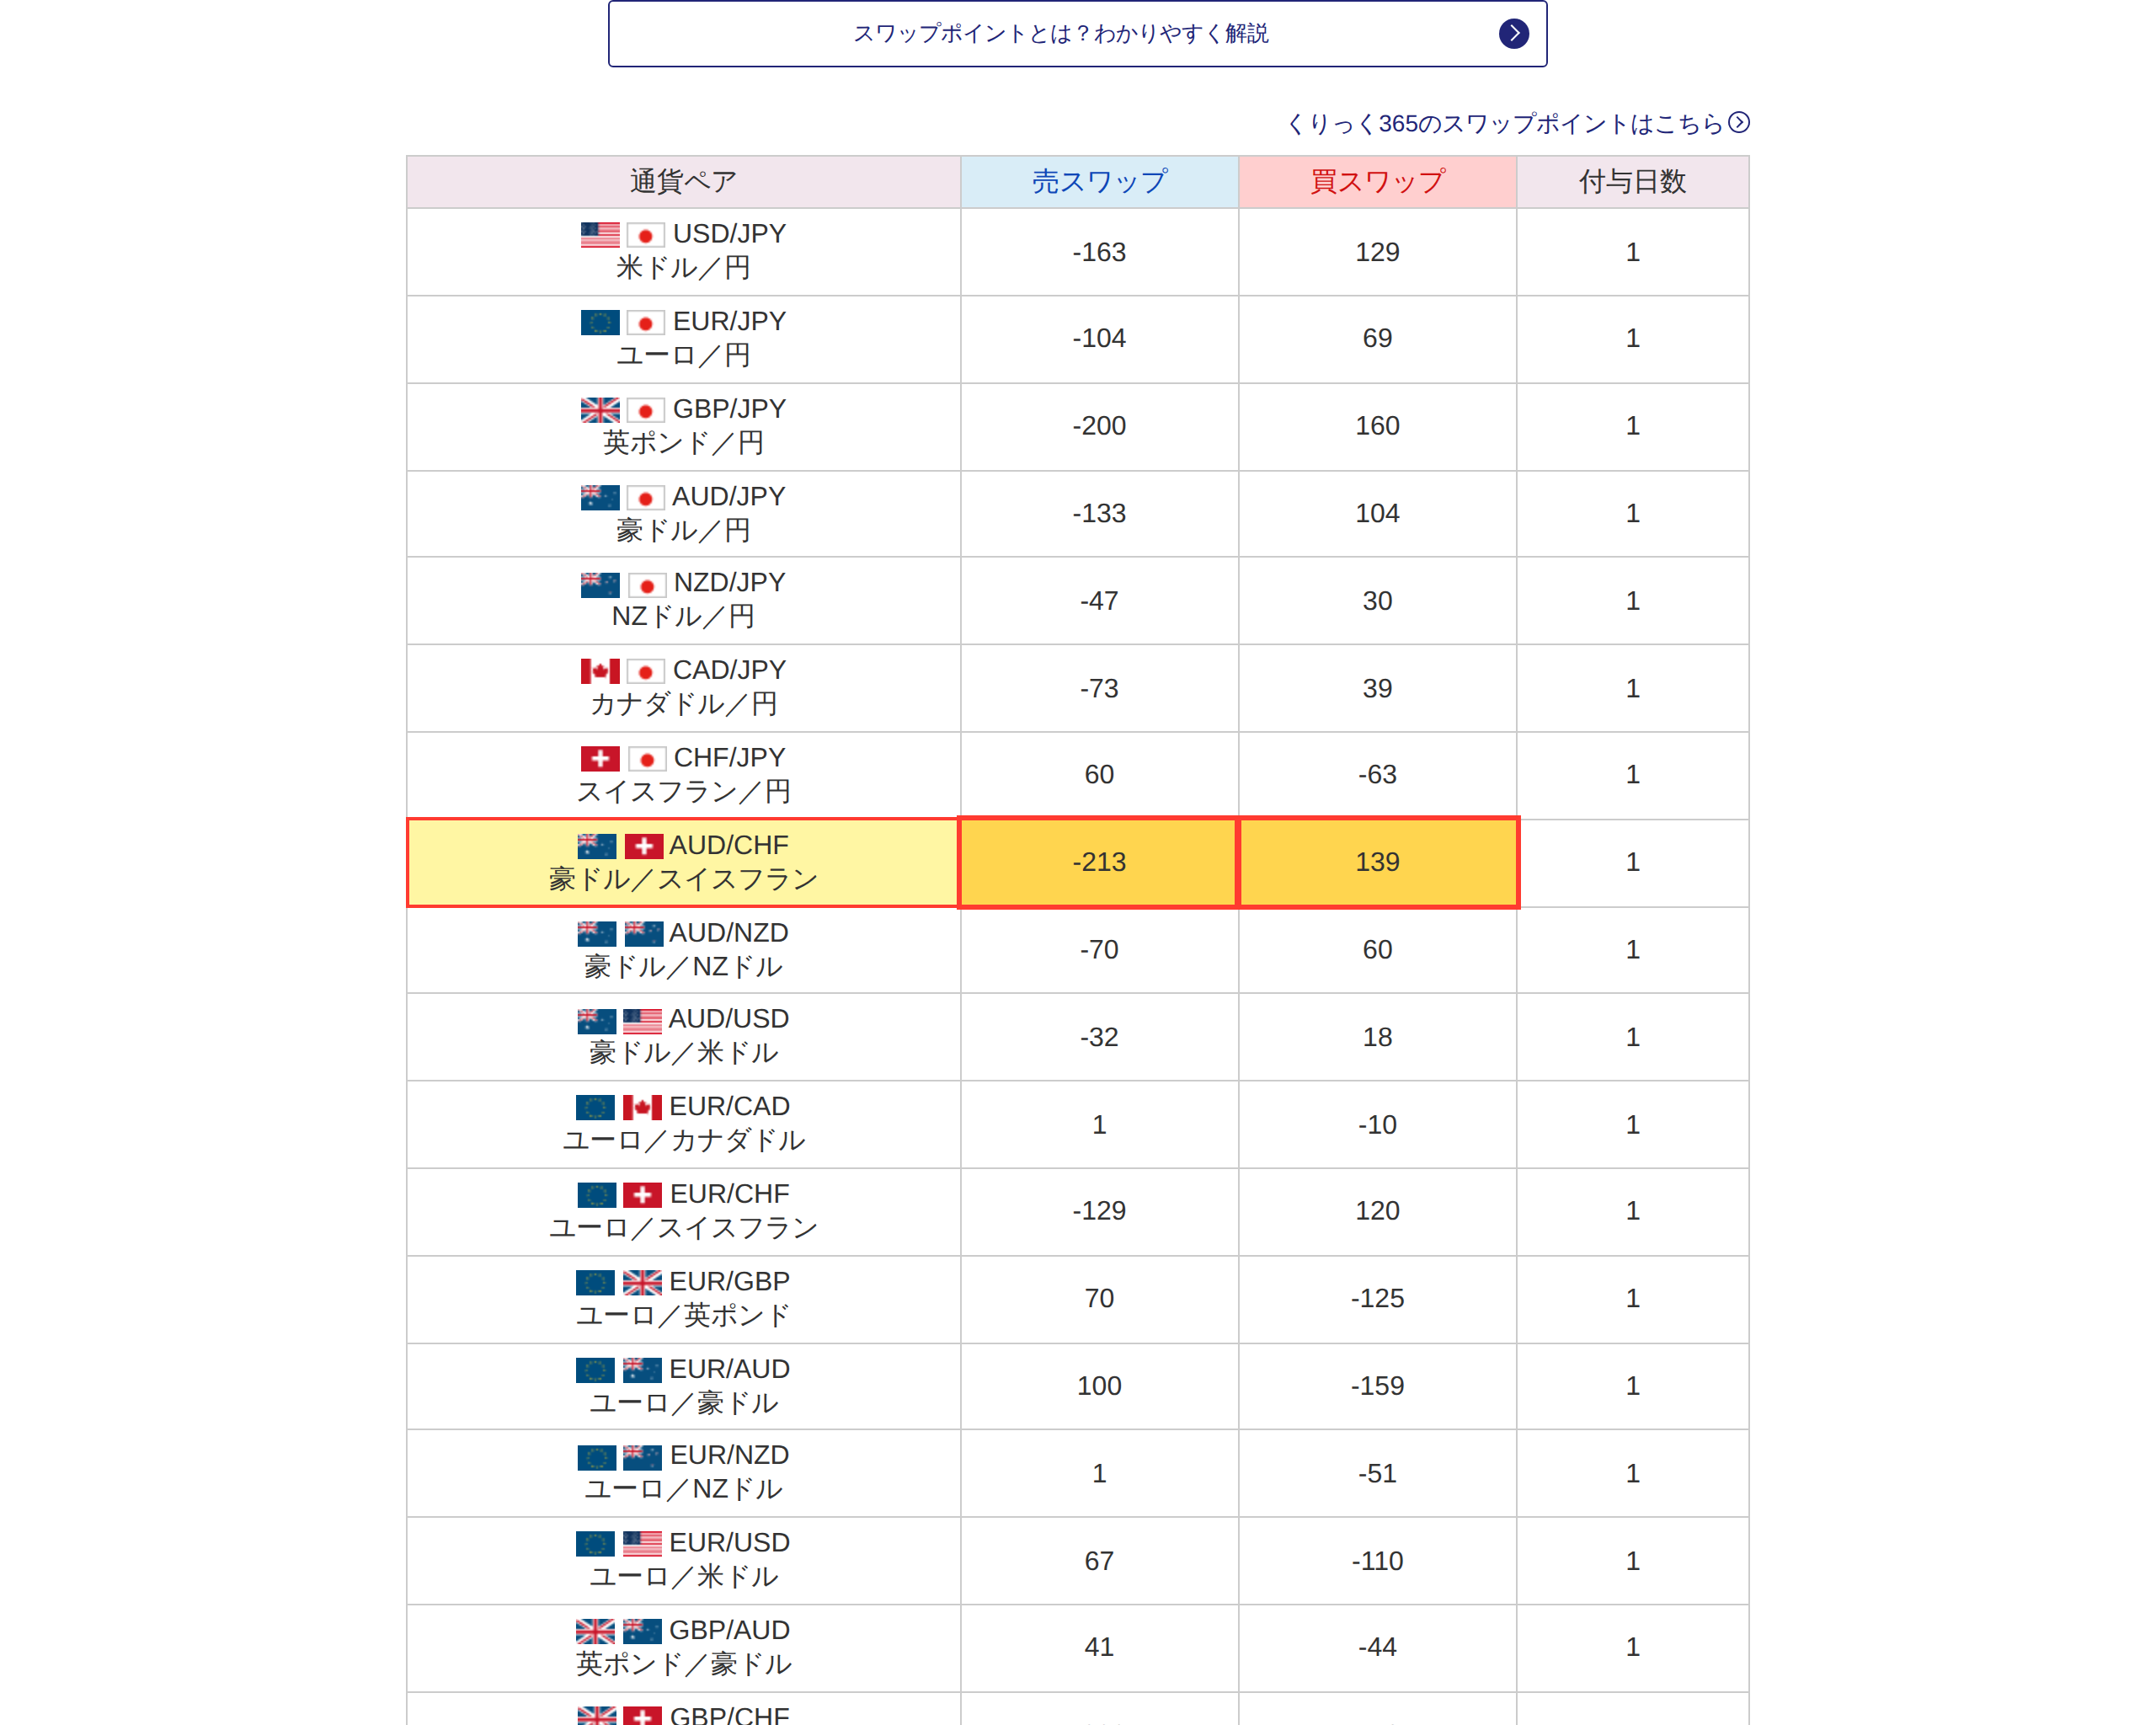 スワップポイントとは？わかりやすく解説
くりっく365のスワップポイントはこちら
通貨ペア 売スワップ 買スワップ 付与日数
USD/JPY
米ドル／円 -163 129 1
EUR/JPY
ユーロ／円 -104 69 1
GBP/JPY
英ポンド／円 -200 160 1
AUD/JPY
豪ドル／円 -133 104 1
NZD/JPY
NZドル／円 -47 30 1
CAD/JPY
カナダドル／円 -73 39 1
CHF/JPY
スイスフラン／円 60 -63 1
AUD/CHF
豪ドル／スイスフラン -213 139 1
AUD/NZD
豪ドル／NZドル -70 60 1
AUD/USD
豪ドル／米ドル -32 18 1
EUR/CAD
ユーロ／カナダドル 1 -10 1
EUR/CHF
ユーロ／スイスフラン -129 120 1
EUR/GBP
ユーロ／英ポンド 70 -125 1
EUR/AUD
ユーロ／豪ドル 100 -159 1
EUR/NZD
ユーロ／NZドル 1 -51 1
EUR/USD
ユーロ／米ドル 67 -110 1
GBP/AUD
英ポンド／豪ドル 41 -44 1
GBP/CHF